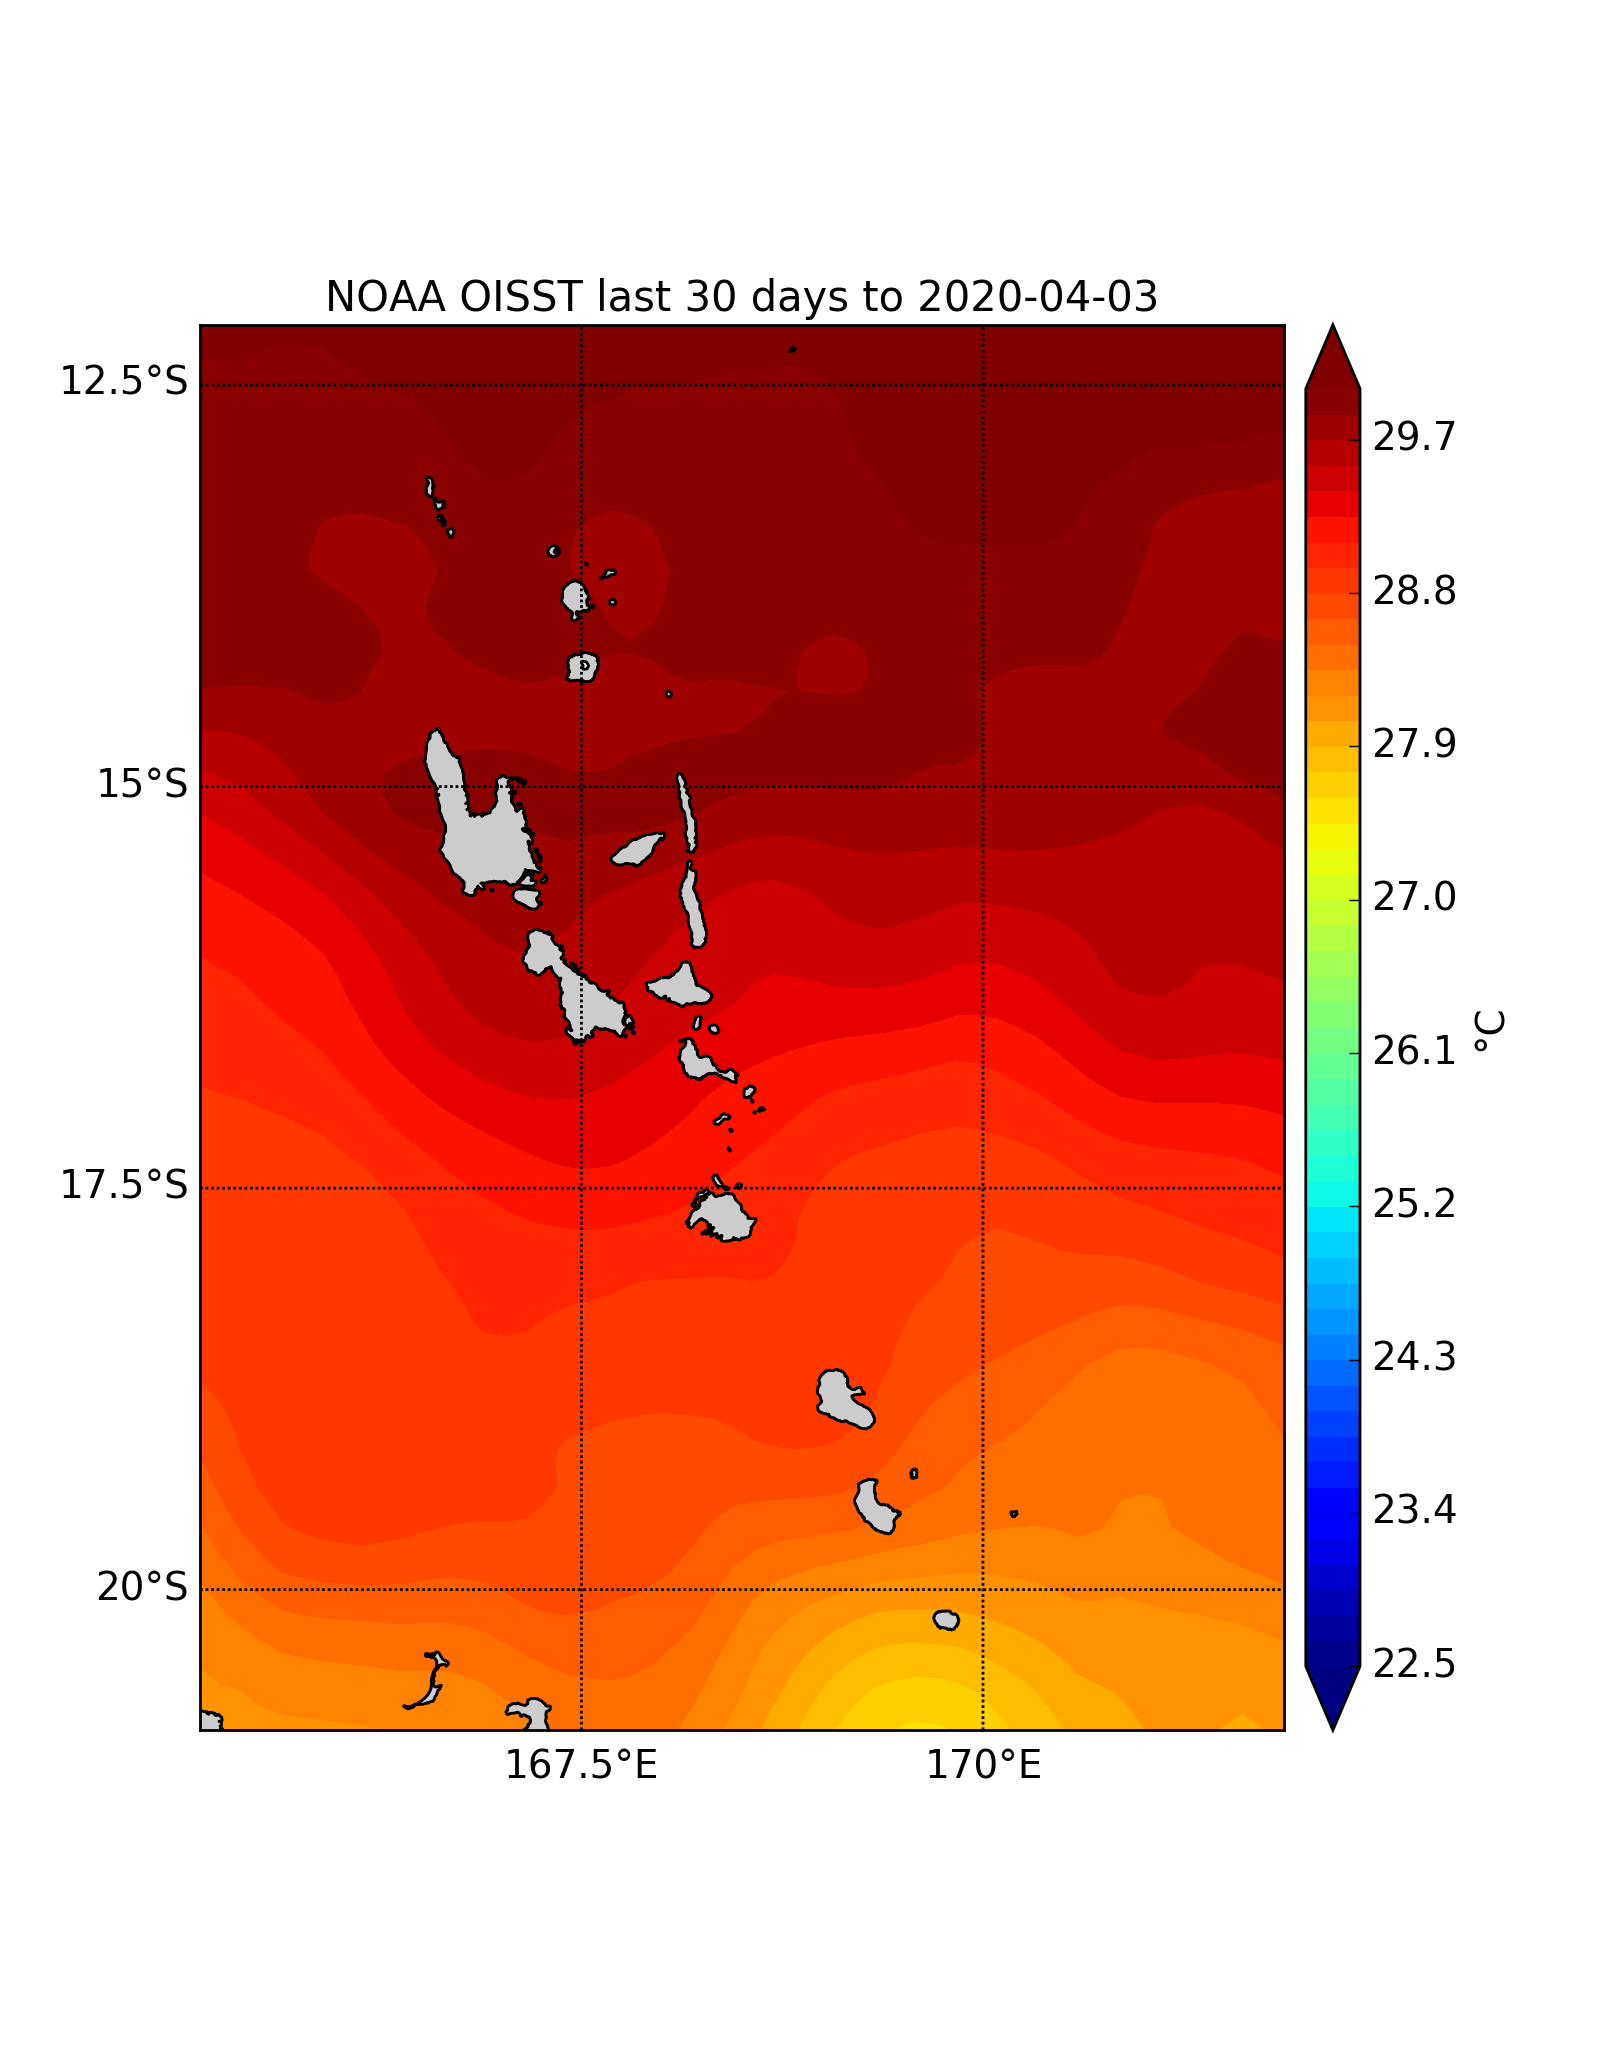 NOAA OISST last 30 days to 2020-04-03
12.5°S
15°S
17.5°S
20°S
167.5°E
170°E
29.7
28.8
27.9
27.0
26.1
25.2
24.3
23.4
22.5
°C